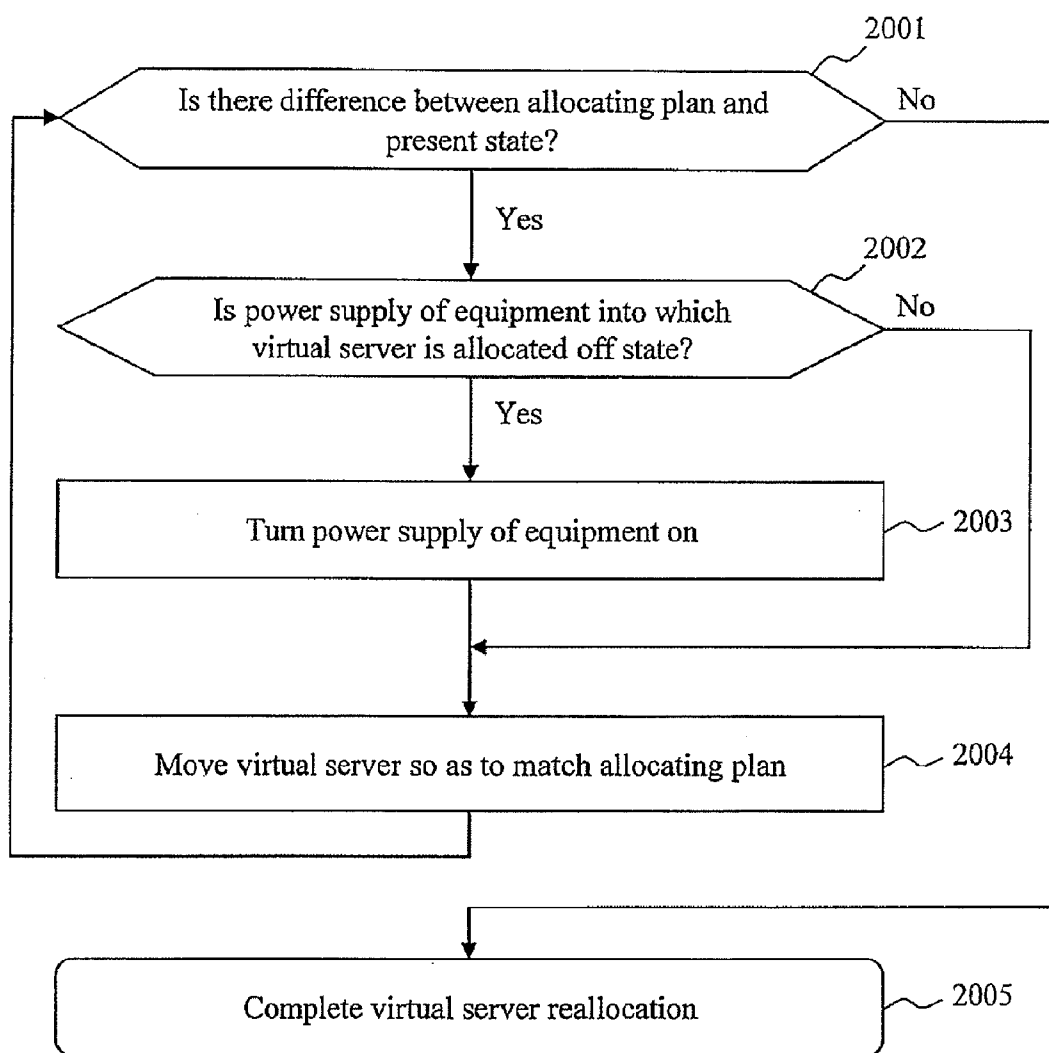 2001
Is there difference between allocating plan and
present state?
No
Yes
2002
Is power supply of equipment into which
virtual server is allocated off state?
No
Yes
Turn power supply of equipment on
2003
Move virtual server so as to match allocating plan
2004
Complete virtual server reallocation
2005